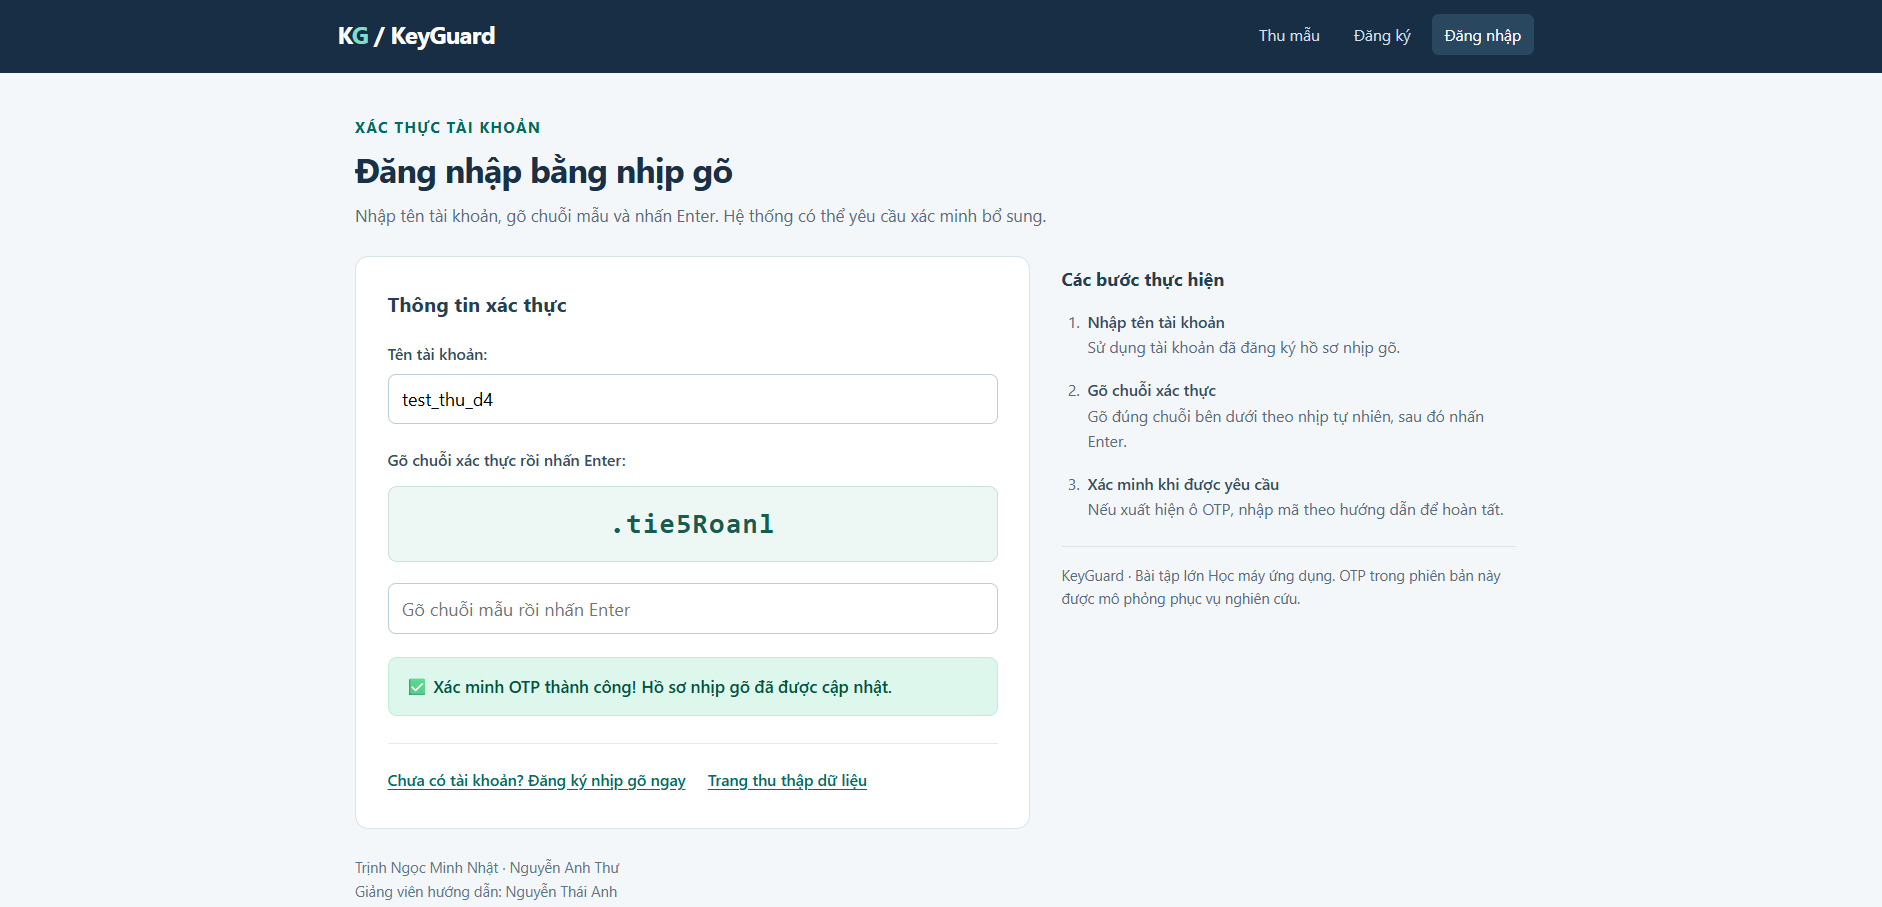 KG / KeyGuard
Thu mẫu
Đăng ký
Đăng nhập
XÁC THỰC TÀI KHOẢN
Đăng nhập bằng nhịp gõ
Nhập tên tài khoản, gõ chuỗi mẫu và nhấn Enter. Hệ thống có thể yêu cầu xác minh bổ sung.
Thông tin xác thực
Tên tài khoản:
test_thu_d4
Gõ chuỗi xác thực rồi nhấn Enter:
.tie5Roanl
Gõ chuỗi mẫu rồi nhấn Enter
✅ Xác minh OTP thành công! Hồ sơ nhịp gõ đã được cập nhật.
Chưa có tài khoản? Đăng ký nhịp gõ ngay
Trang thu thập dữ liệu
Các bước thực hiện
1. Nhập tên tài khoản
Sử dụng tài khoản đã đăng ký hồ sơ nhịp gõ.
2. Gõ chuỗi xác thực
Gõ đúng chuỗi bên dưới theo nhịp tự nhiên, sau đó nhấn
Enter.
3. Xác minh khi được yêu cầu
Nếu xuất hiện ô OTP, nhập mã theo hướng dẫn để hoàn tất.
KeyGuard · Bài tập lớn Học máy ứng dụng. OTP trong phiên bản này
được mô phỏng phục vụ nghiên cứu.
Trịnh Ngọc Minh Nhật · Nguyễn Anh Thư
Giảng viên hướng dẫn: Nguyễn Thái Anh